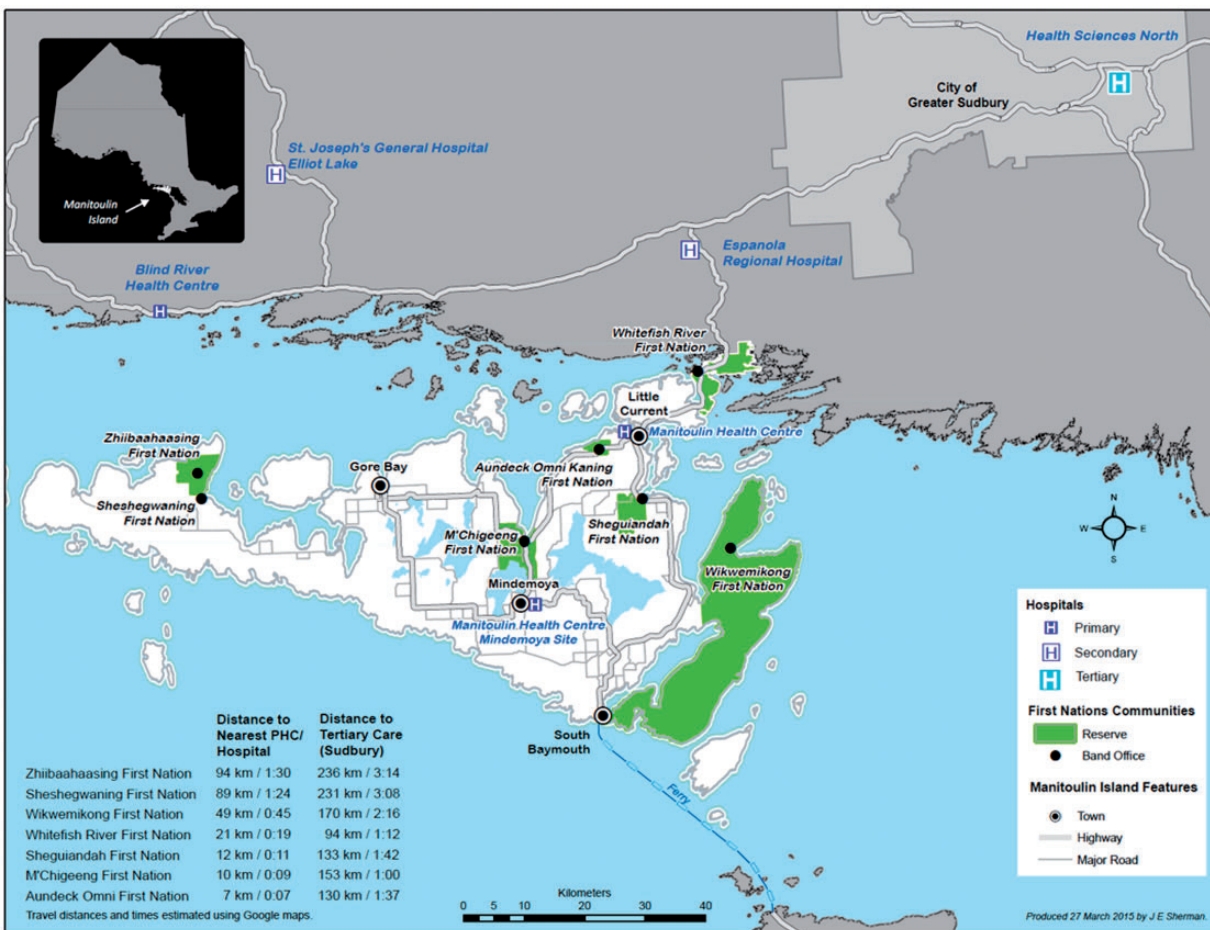 Health Sciences North
City of
Greater Sudbury
St. Joseph's General Hospital
Elliot Lake
Manitoulin
Island
Espanola
Regional Hospital
Blind River
Health Centre
Whitefish River
First Nation
Little
Current
Manitoulin Health Centre
Zhiibaahaasing
First Nation
Gore Bay
Aundeck Omni Kaning
First Nation
Sheshegwaning
First Nation
Sheguiandah
First Nation
M'Chigeeng
First Nation
Wikwemikong
First Nation
Mindemoya
Manitoulin Health Centre
Mindemoya Site
South
Baymouth
Ferry
N
W E
S
Hospitals
H Primary
H Secondary
H Tertiary
First Nations Communities
Reserve
Band Office
Manitoulin Island Features
Town
Highway
Major Road
Distance to Nearest PHC/ Hospital Distance to Tertiary Care (Sudbury)
Zhiibaahaasing First Nation 94 km / 1:30 236 km / 3:14
Sheshegwaning First Nation 89 km / 1:24 231 km / 3:08
Wikwemikong First Nation 49 km / 0:45 170 km / 2:16
Whitefish River First Nation 21 km / 0:19 94 km / 1:12
Sheguiandah First Nation 12 km / 0:11 133 km / 1:42
M'Chigeeng First Nation 10 km / 0:09 153 km / 1:00
Aundeck Omni First Nation 7 km / 0:07 130 km / 1:37
Travel distances and times estimated using Google maps.
Kilometers
0 10 20 30 40
Produced 27 March 2015 by J E Sherman.